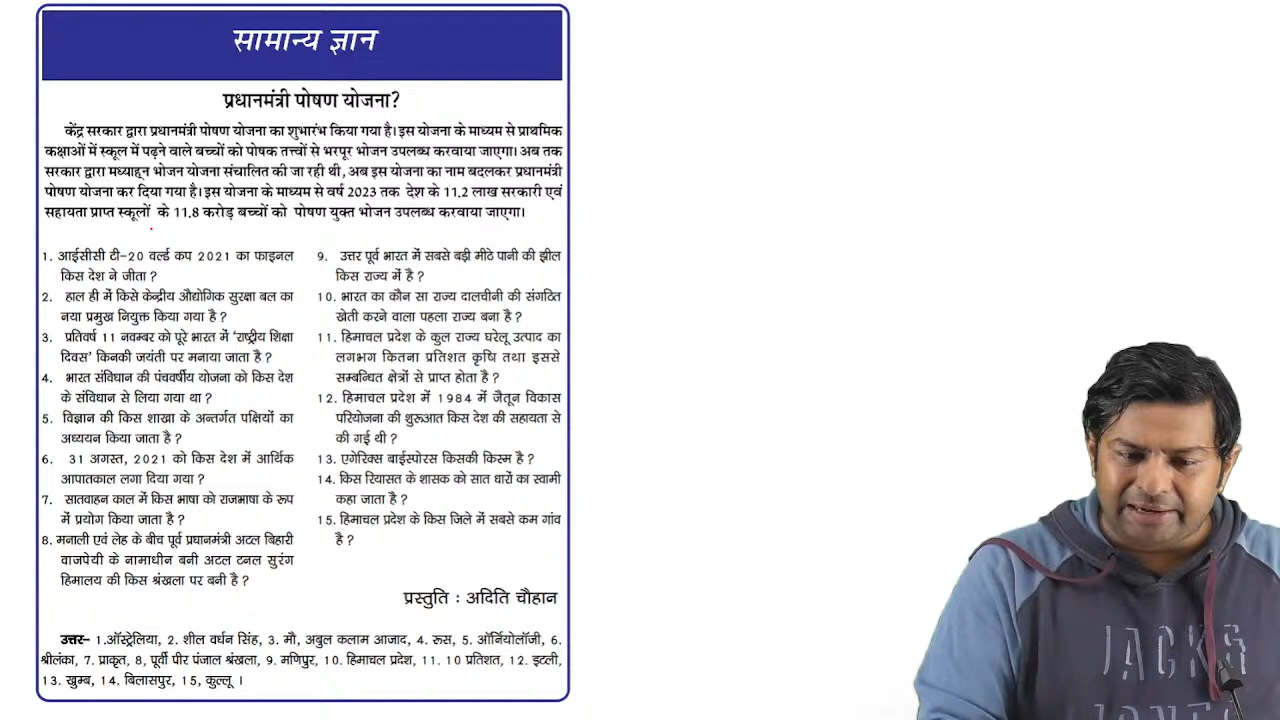 सामान्य ज्ञान
प्रधानमंत्री पोषण योजना?
केंद्र सरकार द्वारा प्रधानमंत्री पोषण योजना का शुभारंभ किया गया है। इस योजना के माध्यम से प्राथमिक
कक्षाओं में स्कूल में पढ़ने वाले बच्चों को पोषक तत्त्वों से भरपूर भोजन उपलब्ध करवाया जाएगा। अब तक
सरकार द्वारा मध्याह्न भोजन योजना संचालित की जा रही थी, अब इस योजना का नाम बदलकर प्रधानमंत्री
पोषण योजना कर दिया गया है। इस योजना के माध्यम से वर्ष 2023 तक देश के 11.2 लाख सरकारी एवं
सहायता प्राप्त स्कूलों के 11.8 करोड़ बच्चों को पोषण युक्त भोजन उपलब्ध करवाया जाएगा।
1. आईसीसी टी-20 वर्ल्ड कप 2021 का फाइनल
किस देश ने जीता ?
2. हाल ही में किसे केन्द्रीय औद्योगिक सुरक्षा बल का
नया प्रमुख नियुक्त किया गया है ?
3. प्रतिवर्ष 11 नवम्बर को पूरे भारत में 'राष्ट्रीय शिक्षा
दिवस' किनकी जयंती पर मनाया जाता है ?
4. भारत संविधान की पंचवर्षीय योजना को किस देश
के संविधान से लिया गया था ?
5. विज्ञान की किस शाखा के अन्तर्गत पक्षियों का
अध्ययन किया जाता है ?
6. 31 अगस्त, 2021 को किस देश में आर्थिक
आपातकाल लगा दिया गया ?
7. सातवाहन काल में किस भाषा को राजभाषा के रूप
में प्रयोग किया जाता है ?
8. मनाली एवं लेह के बीच पूर्व प्रधानमंत्री अटल बिहारी
वाजपेयी के नामाधीन बनी अटल टनल सुरंग
हिमालय की किस श्रंखला पर बनी है ?
9. उत्तर पूर्व भारत में सबसे बड़ी मीठे पानी की झील
किस राज्य में है ?
10. भारत का कौन सा राज्य दालचीनी की संगठित
खेती करने वाला पहला राज्य बना है ?
11. हिमाचल प्रदेश के कुल राज्य घरेलू उत्पाद का
लगभग कितना प्रतिशत कृषि तथा इससे
सम्बन्धित क्षेत्रों से प्राप्त होता है ?
12. हिमाचल प्रदेश में 1984 में जैतून विकास
परियोजना की शुरूआत किस देश की सहायता से
की गई थी ?
13. एगेरिक्स बाईस्पोरस किसकी किस्म है ?
14. किस रियासत के शासक को सात धारों का स्वामी
कहा जाता है ?
15. हिमाचल प्रदेश के किस जिले में सबसे कम गांव
है ?
प्रस्तुति : अदिति चौहान
उत्तर- 1.ऑस्ट्रेलिया, 2. शील वर्धन सिंह, 3. मौ, अबुल कलाम आजाद, 4. रूस, 5. ऑर्नियोलॉजी, 6.
श्रीलंका, 7. प्राकृत, 8, पूर्वी पीर पंजाल श्रंखला, 9. मणिपुर, 10. हिमाचल प्रदेश, 11. 10 प्रतिशत, 12. इटली,
13. खुम्ब, 14. बिलासपुर, 15, कुल्लू ।
JACKS
JONES